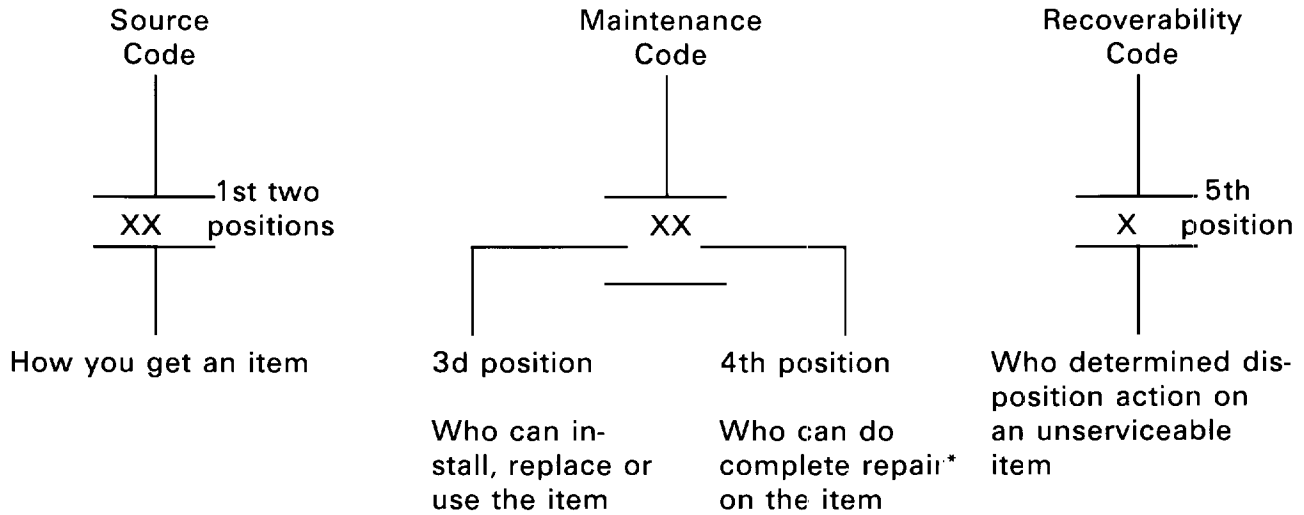 Source
Code
Maintenance
Code
Recoverability
Code
XX
1st two
positions
XX
X
5th
position
How you get an item
3d position
Who can in-
stall, replace or
use the item
4th position
Who can do
complete repair*
on the item
Who determined dis-
position action on
an unserviceable
item